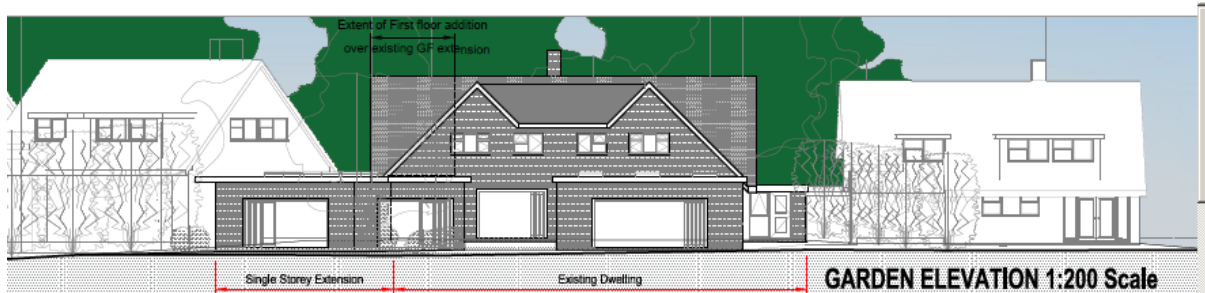 Extent of First floor addition
over existing GF extension
Single Storey Extension
Existing Dwelling
GARDEN ELEVATION 1:200 Scale